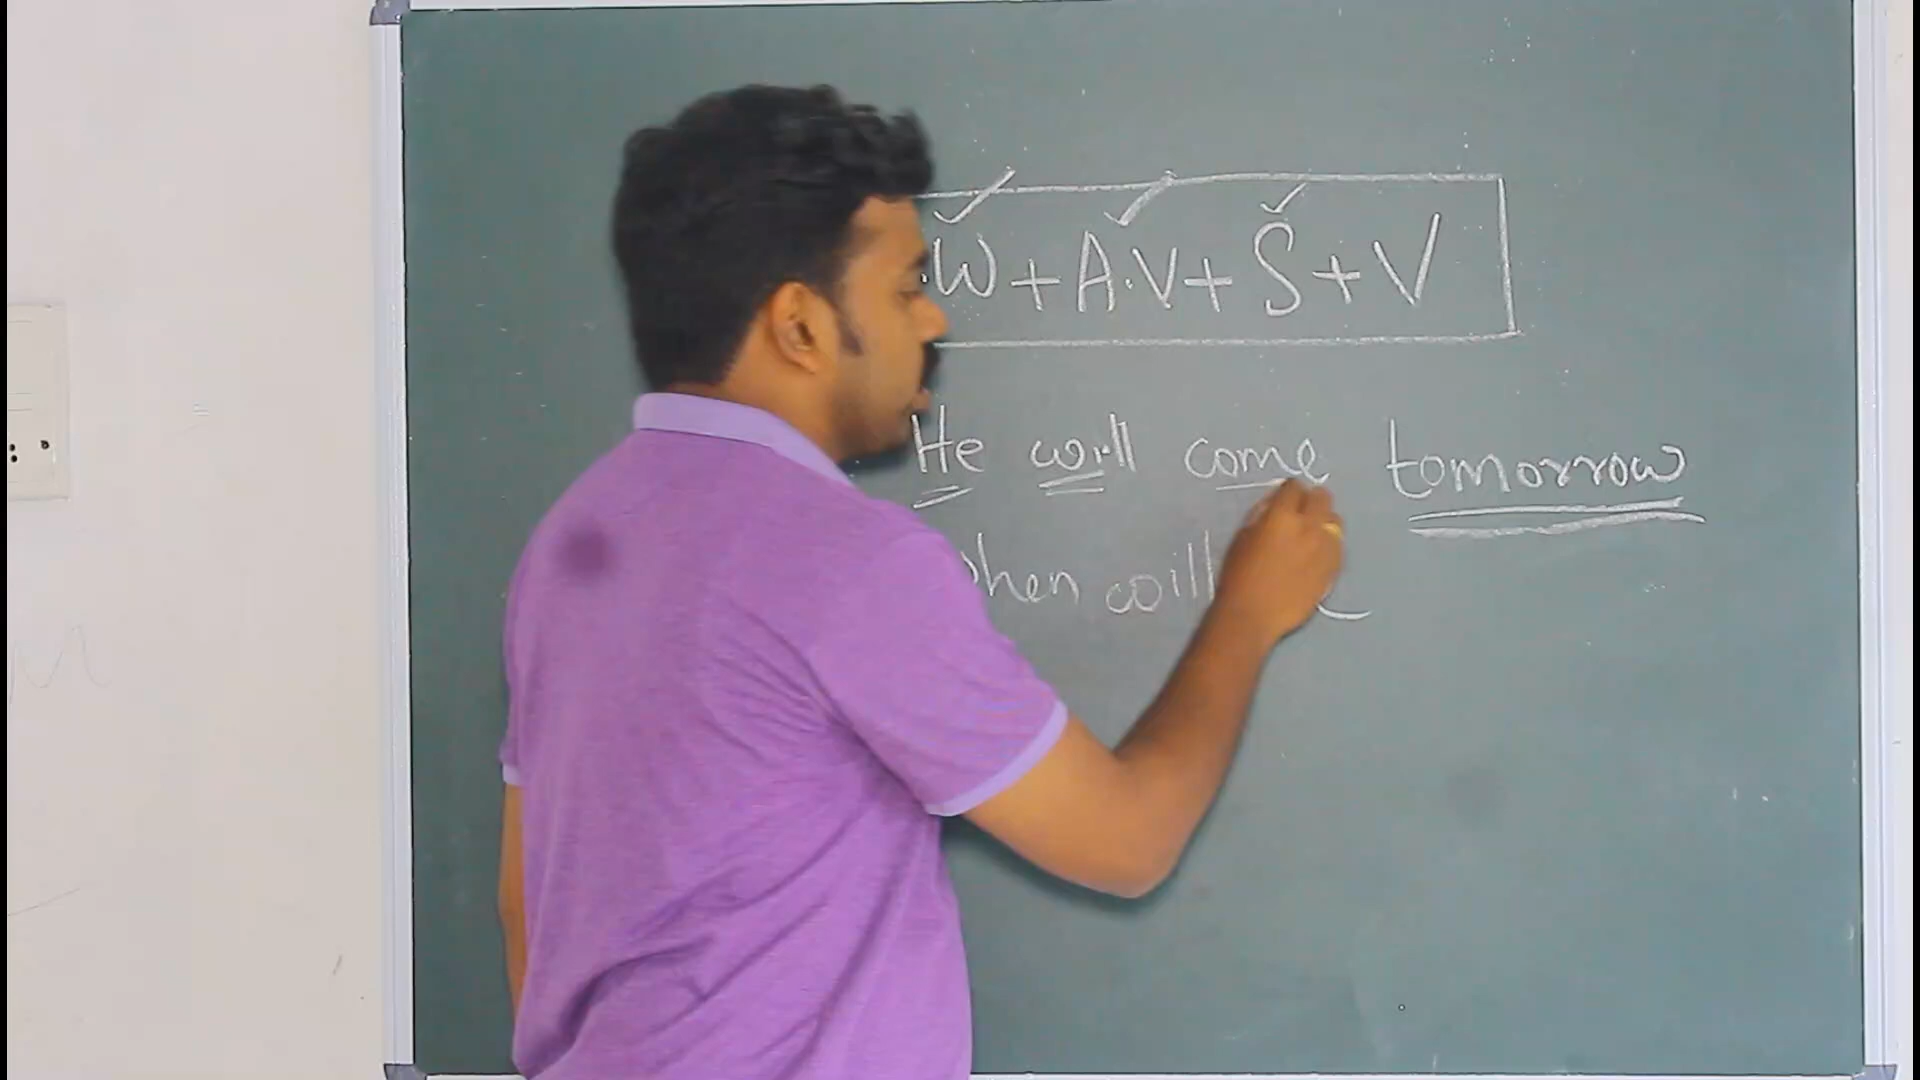 .W + A.V + S + V
He will come tomorrow
when will